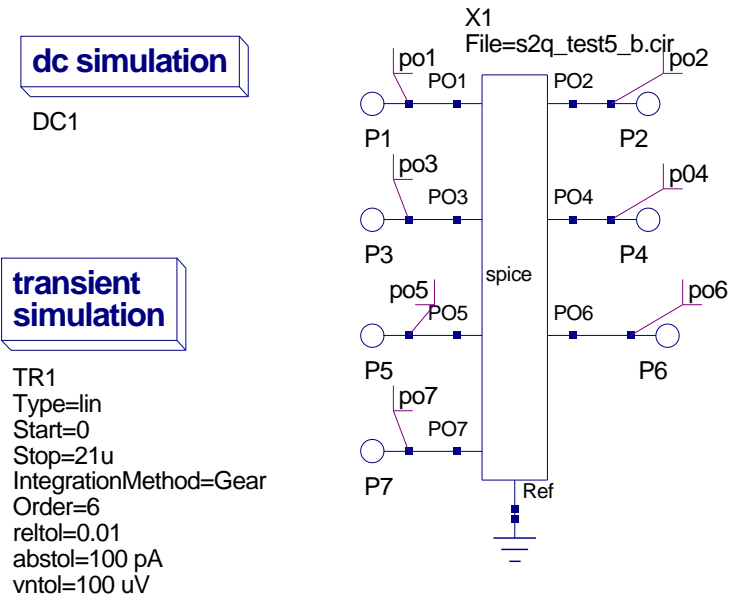 dc simulation
DC1
transient
simulation
TR1
Type=lin
Start=0
Stop=21u
IntegrationMethod=Gear
Order=6
reltol=0.01
abstol=100 pA
vntol=100 uV
X1
File=s2q_test5_b.cir
po1
PO1
PO2
po2
P1
P2
po3
PO3
PO4
p04
P3
P4
spice
po5
PO5
PO6
po6
P5
P6
po7
PO7
P7
Ref